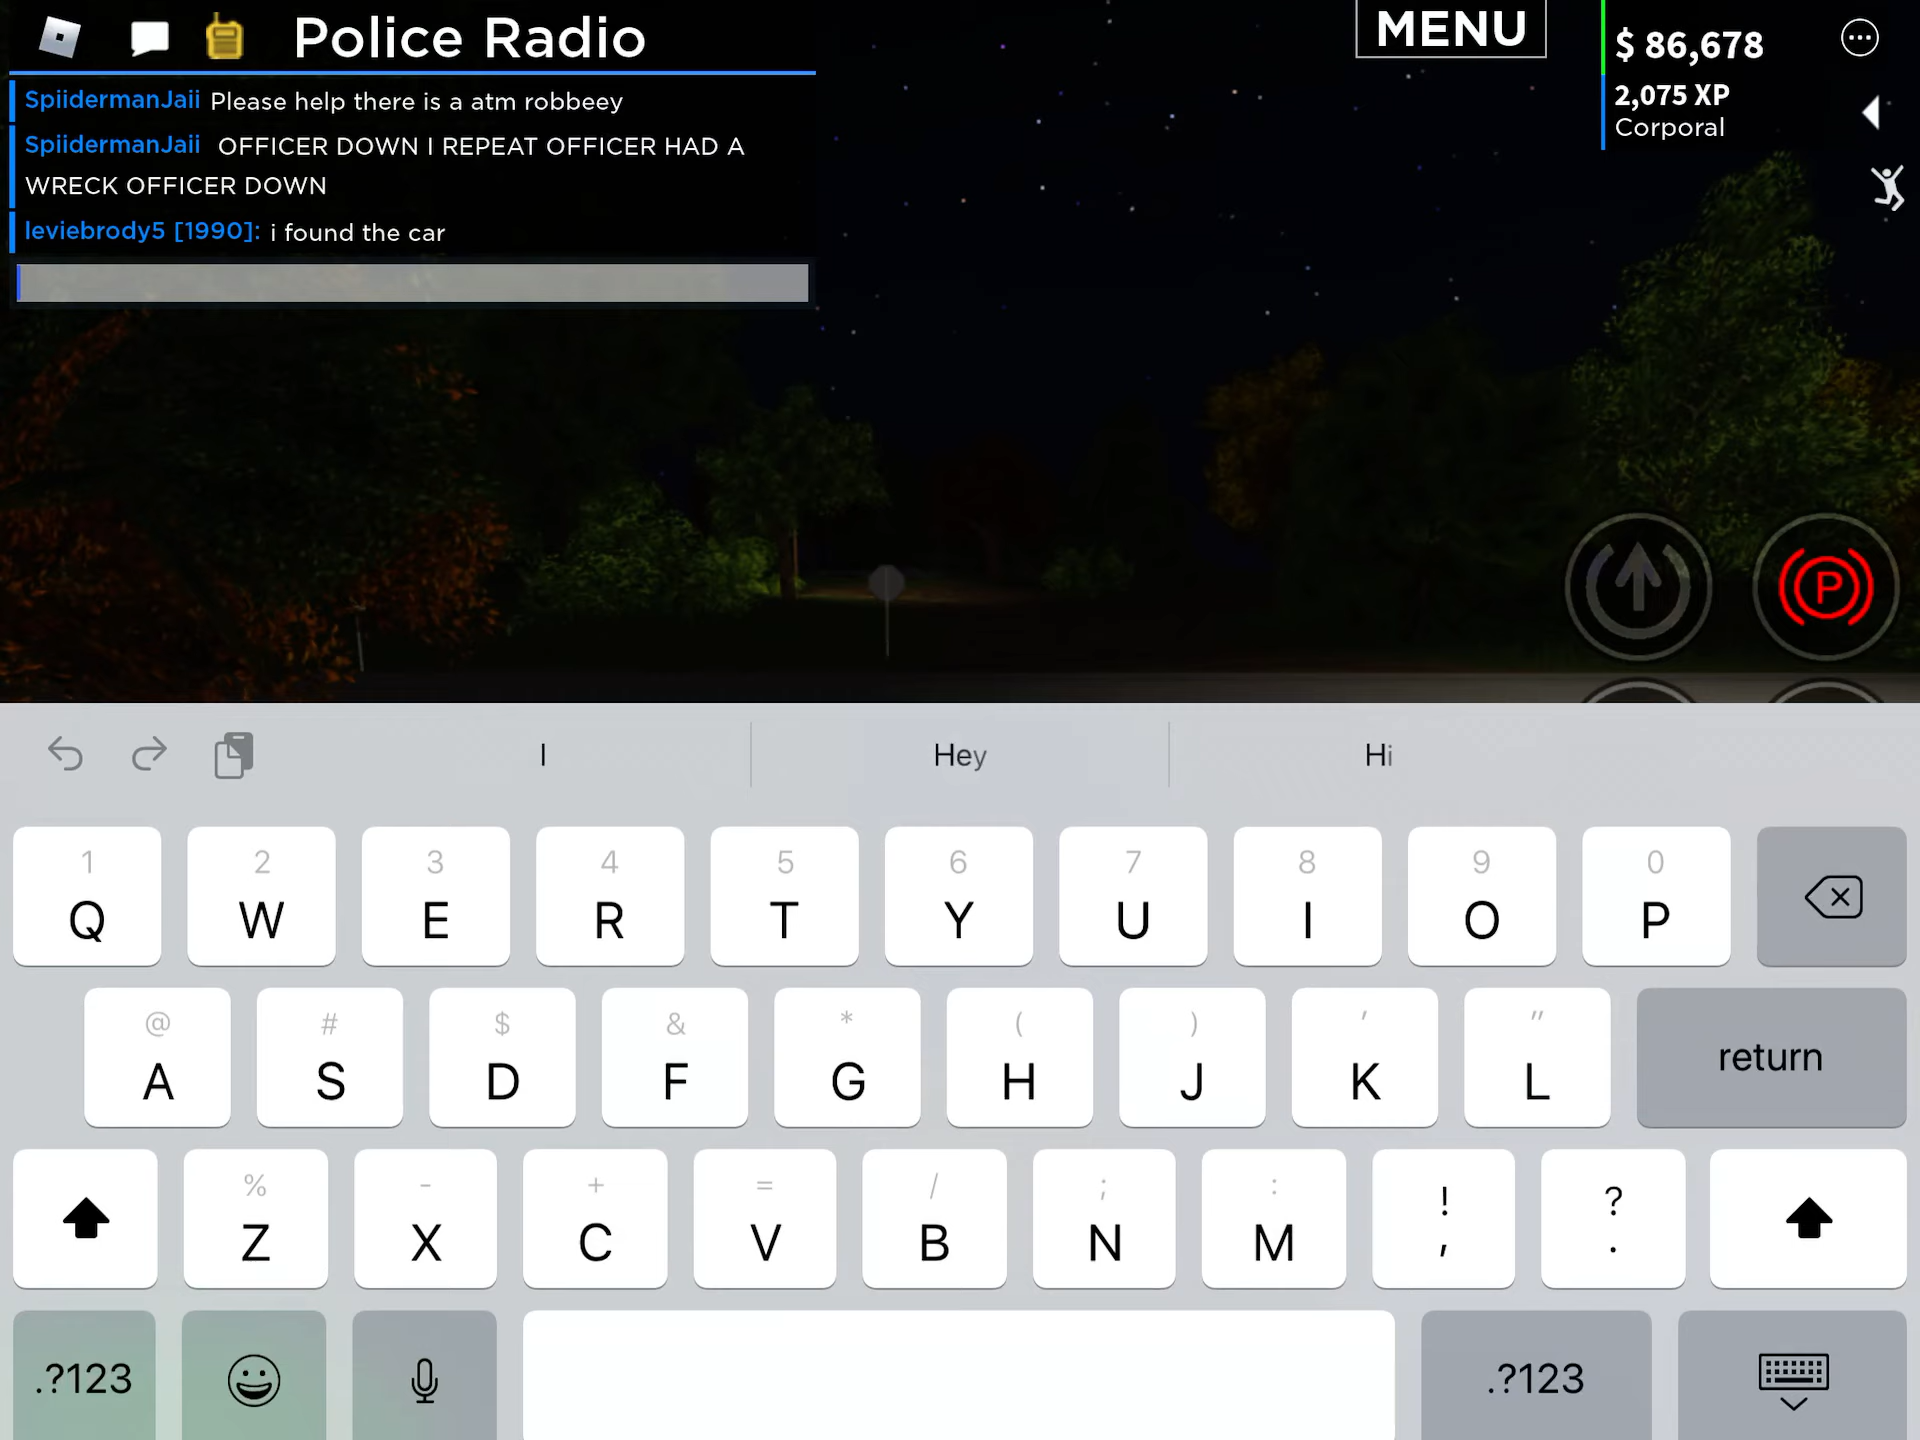 Police Radio
MENU
$ 86,678
2,075 XP
Corporal
SpiidermanJaii Please help there is a atm robbeey
SpiidermanJaii OFFICER DOWN I REPEAT OFFICER HAD A
WRECK OFFICER DOWN
leviebrody5 [1990]: i found the car
P
I Hey Hi
1 2 3 4 5 6 7 8 9 0
Q W E R T Y U I O P
@ # $ & * ( ) ' "
A S D F G H J K L return
% - + = / ; : ! ?
Z X C V B N M , .
.?123 .?123